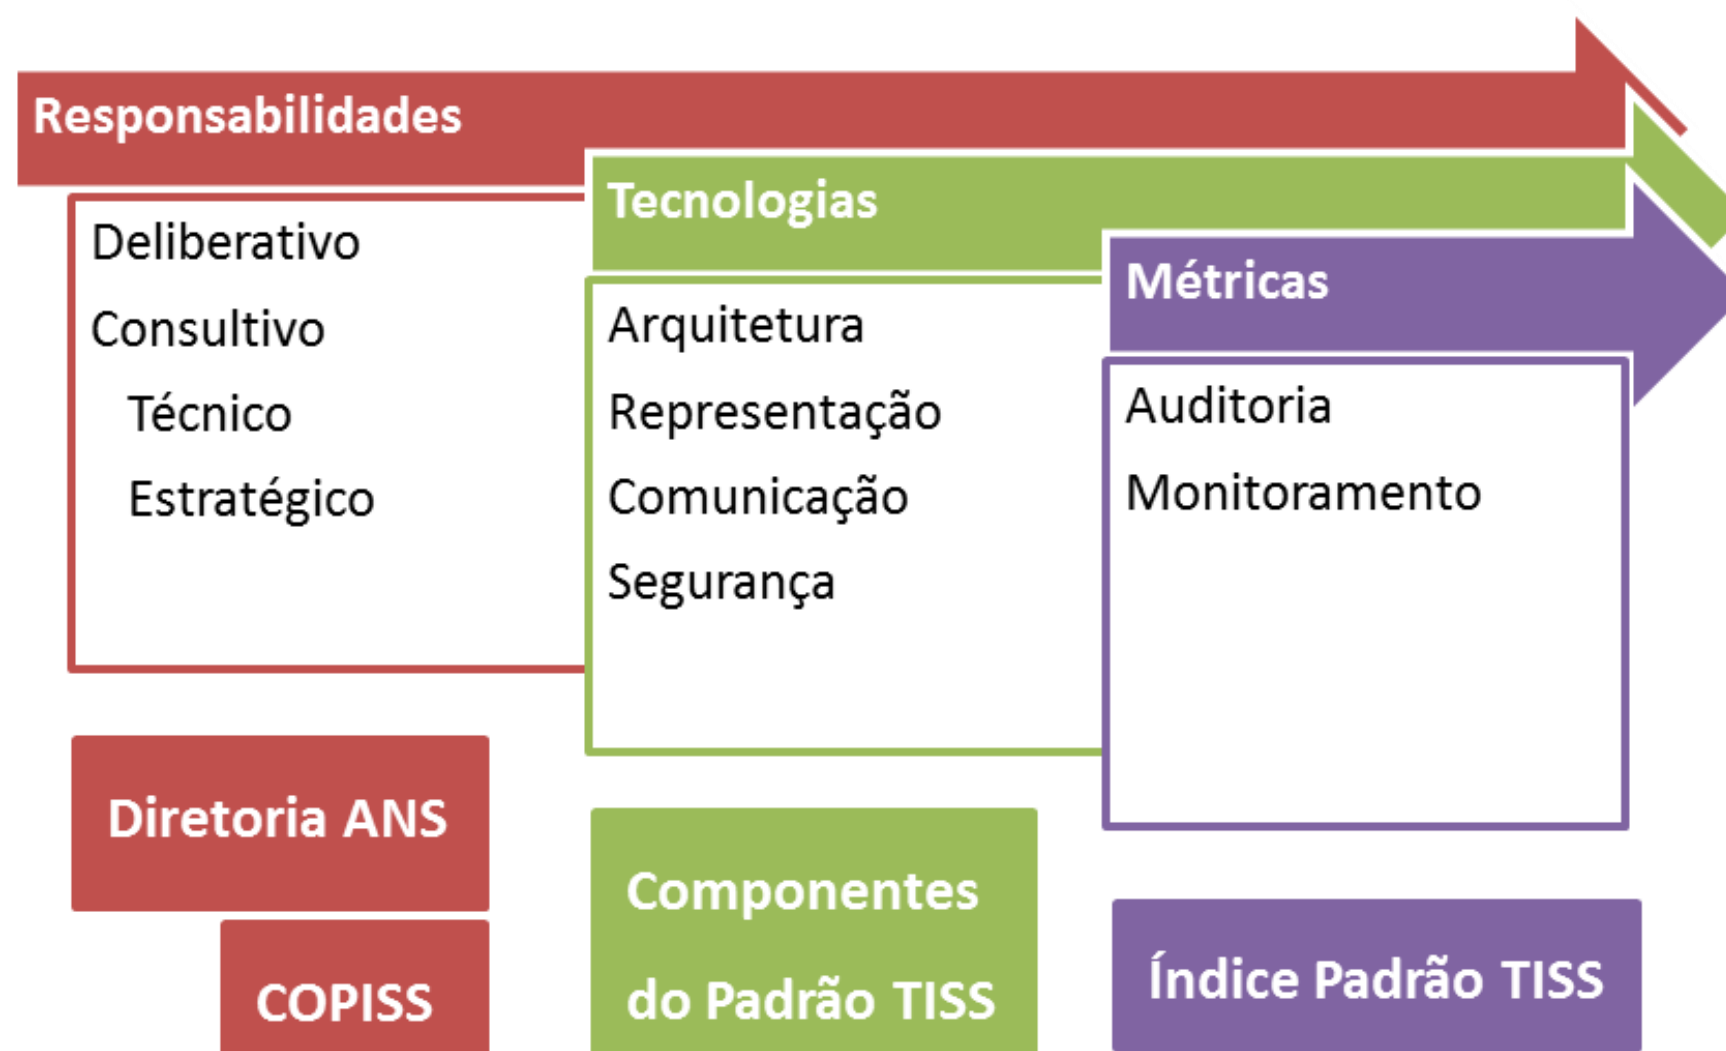 Responsabilidades
Deliberativo
Consultivo
Técnico
Estratégico
Diretoria ANS
COPISS
Tecnologias
Arquitetura
Representação
Comunicação
Segurança
Componentes
do Padrão TISS
Métricas
Auditoria
Monitoramento
Índice Padrão TISS